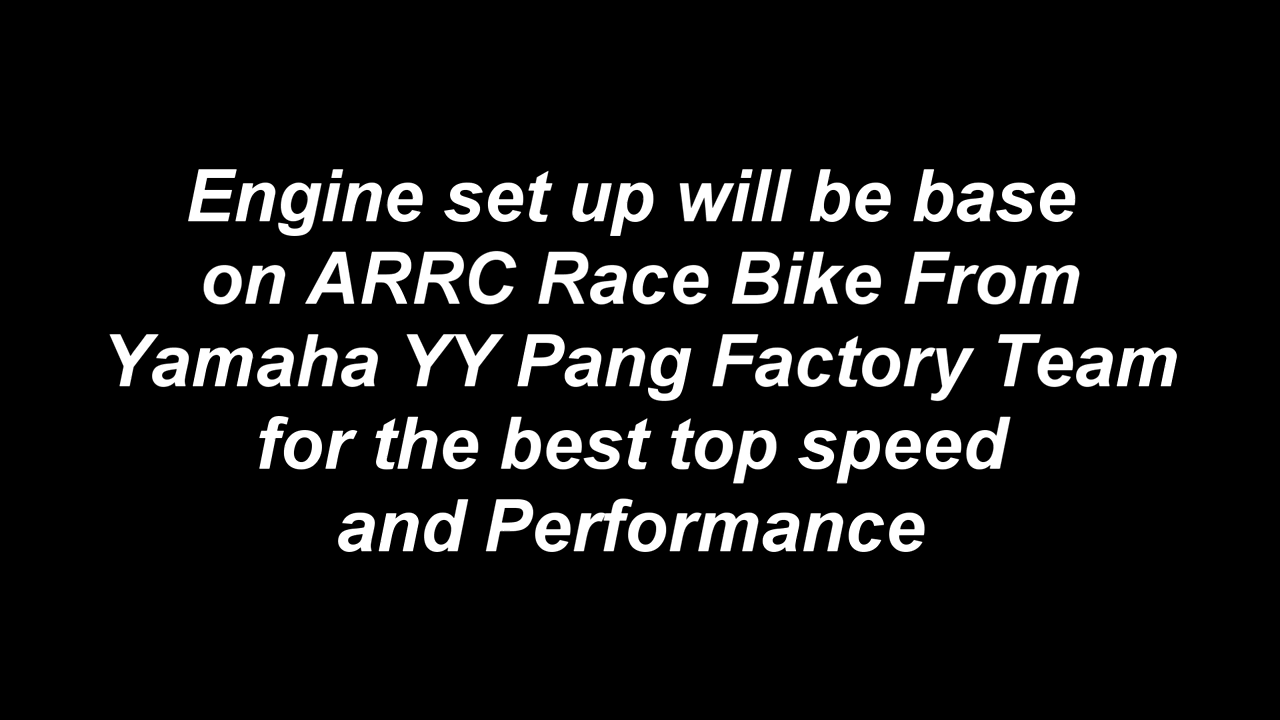 Engine set up will be base
on ARRC Race Bike From
Yamaha YY Pang Factory Team
for the best top speed
and Performance